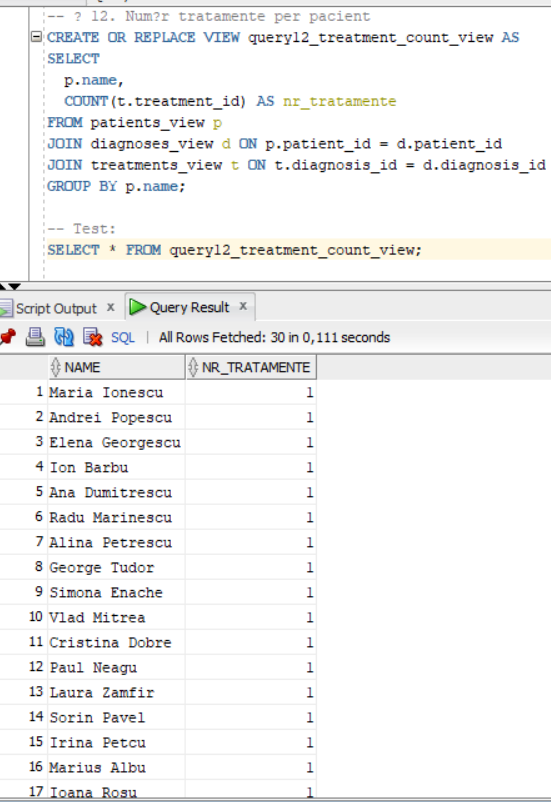 -- ? 12. Num?r tratamente per pacient
CREATE OR REPLACE VIEW query12_treatment_count_view AS
SELECT
p.name,
COUNT(t.treatment_id) AS nr_tratamente
FROM patients_view p
JOIN diagnoses_view d ON p.patient_id = d.patient_id
JOIN treatments_view t ON t.diagnosis_id = d.diagnosis_id
GROUP BY p.name;
-- Test:
SELECT * FROM query12_treatment_count_view;
Script Output x Query Result x
SQL | All Rows Fetched: 30 in 0,111 seconds
NAME NR_TRATAMENTE
1 Maria Ionescu 1
2 Andrei Popescu 1
3 Elena Georgescu 1
4 Ion Barbu 1
5 Ana Dumitrescu 1
6 Radu Marinescu 1
7 Alina Petrescu 1
8 George Tudor 1
9 Simona Enache 1
10 Vlad Mitrea 1
11 Cristina Dobre 1
12 Paul Neagu 1
13 Laura Zamfir 1
14 Sorin Pavel 1
15 Irina Petcu 1
16 Marius Albu 1
17 Ioana Rosu 1